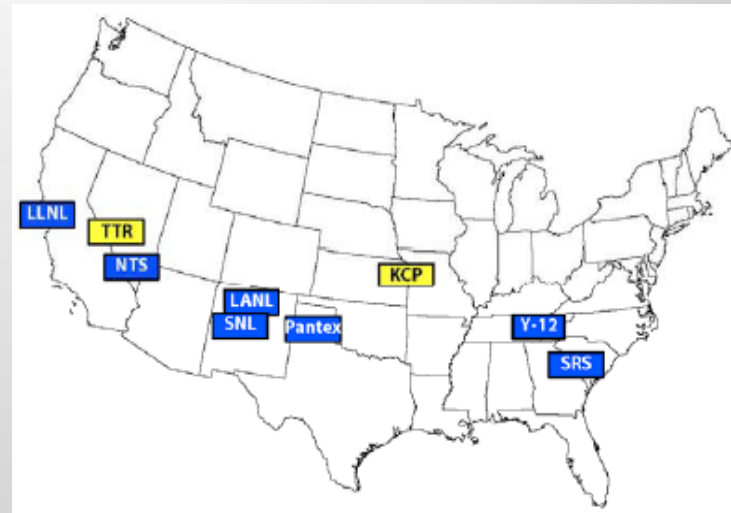 LLNL
TTR
NTS
KCP
LANL
SNL
Pantex
Y-12
SRS